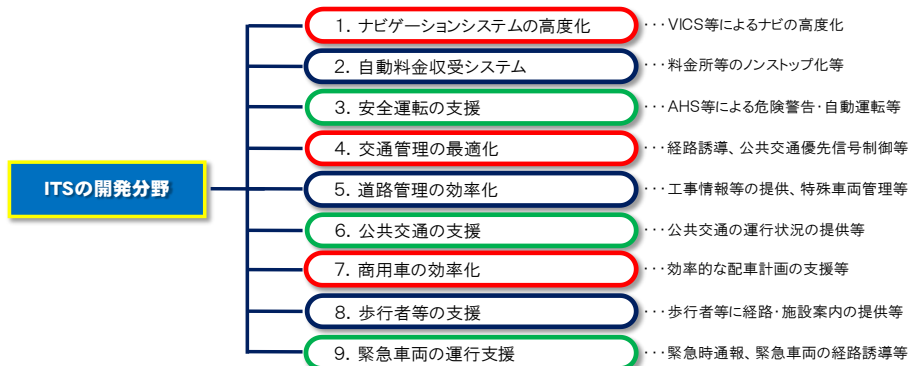 1．ナビゲーションシステムの高度化 ･･･VICS等によるナビの高度化
2．自動料金収受システム ･･･料金所等のノンストップ化等
3．安全運転の支援 ･･･AHS等による危険警告･自動運転等
4．交通管理の最適化 ･･･経路誘導、公共交通優先信号制御等
ITSの開発分野
5．道路管理の効率化 ･･･工事情報等の提供、特殊車両管理等
6．公共交通の支援 ･･･公共交通の運行状況の提供等
7．商用車の効率化 ･･･効率的な配車計画の支援等
8．歩行者等の支援 ･･･歩行者等に経路･施設案内の提供等
9．緊急車両の運行支援 ･･･緊急時通報、緊急車両の経路誘導等